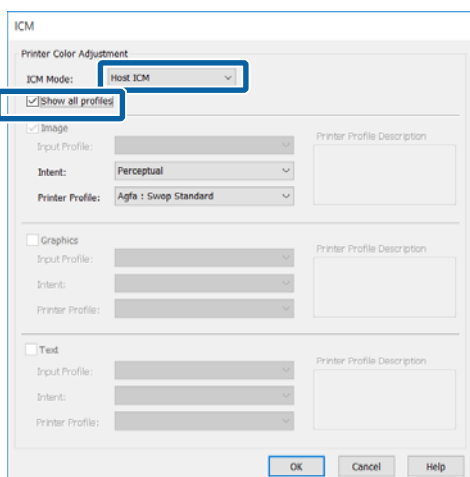 ICM
Printer Color Adjustment
ICM Mode: Host ICM
Show all profiles
Image
Input Profile:
Printer Profile Description
Intent: Perceptual
Printer Profile: Agfa : Swop Standard
Graphics
Input Profile:
Printer Profile Description
Intent:
Printer Profile:
Text
Input Profile:
Printer Profile Description
Intent:
Printer Profile:
OK Cancel Help